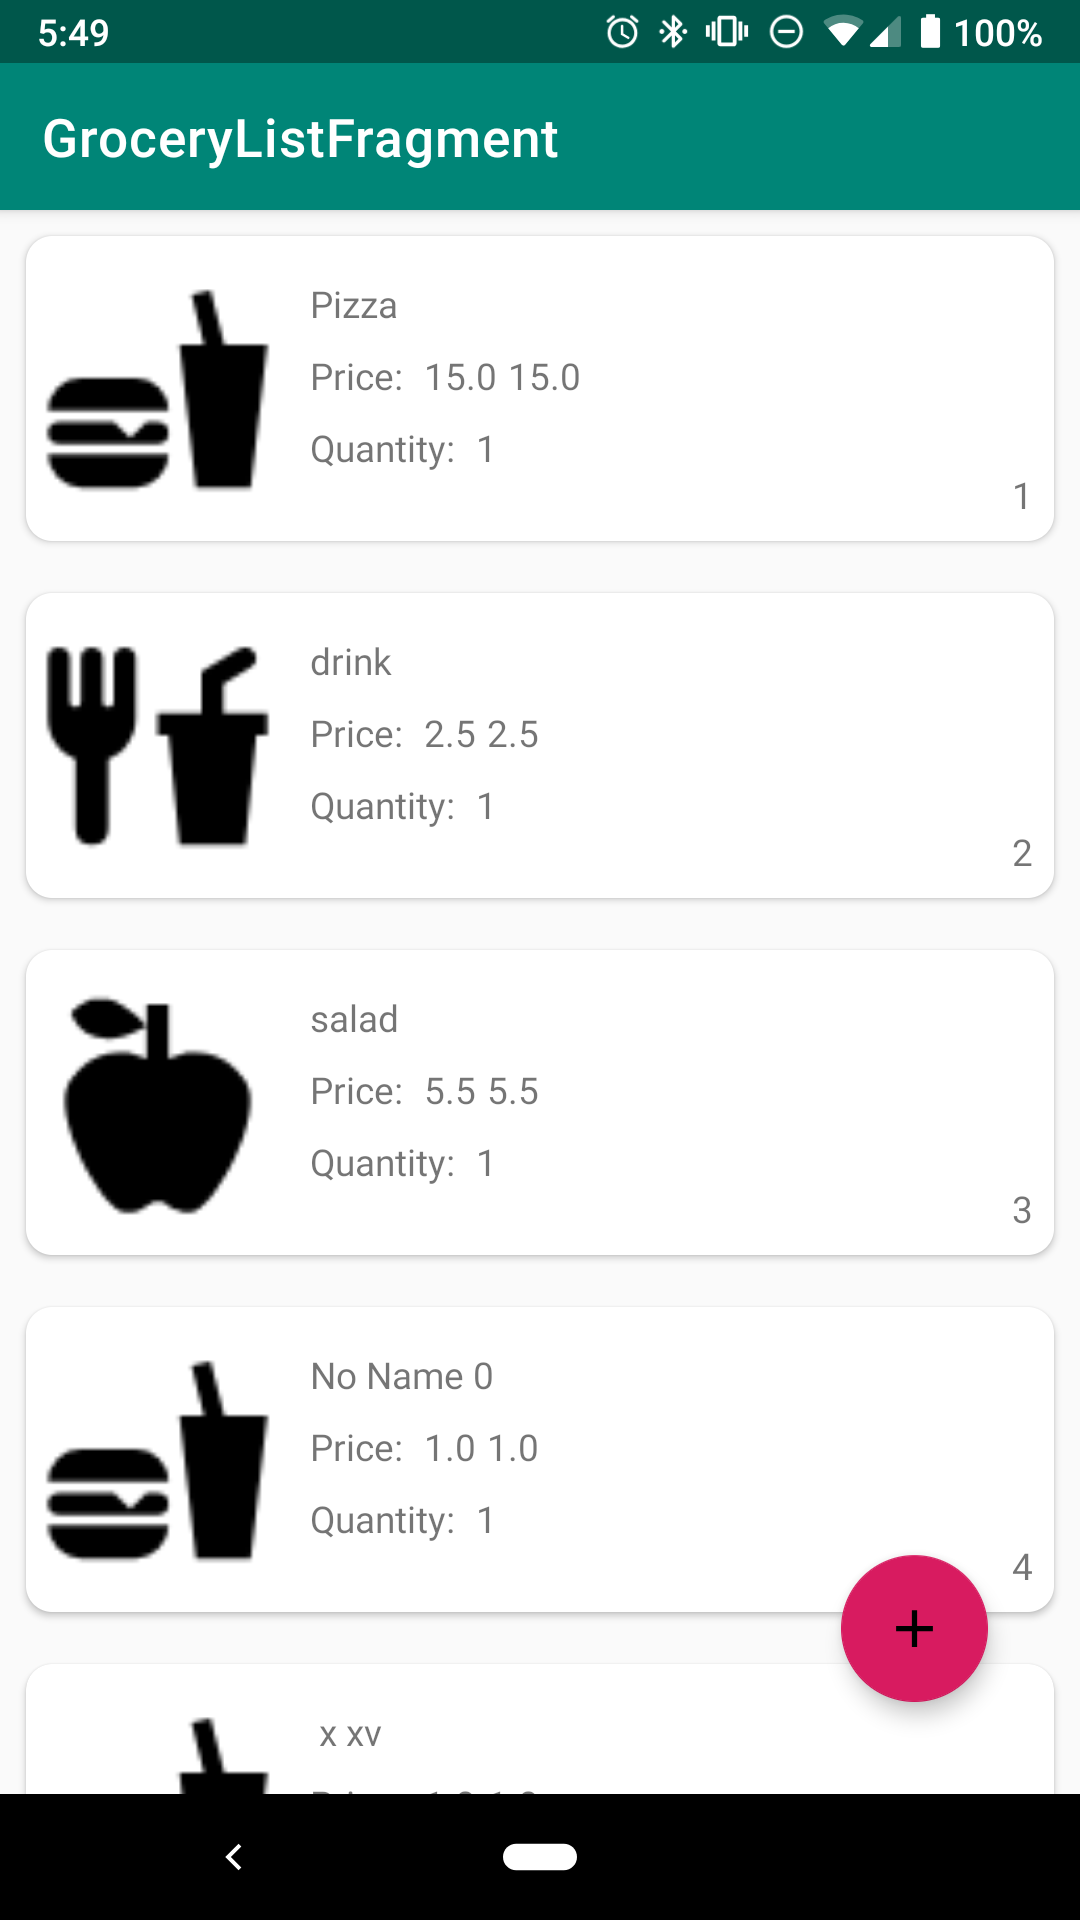 5:49 100%
GroceryListFragment
Pizza
Price: 15.0 15.0
Quantity: 1
1
drink
Price: 2.5 2.5
Quantity: 1
2
salad
Price: 5.5 5.5
Quantity: 1
3
No Name 0
Price: 1.0 1.0
Quantity: 1
4
x xv